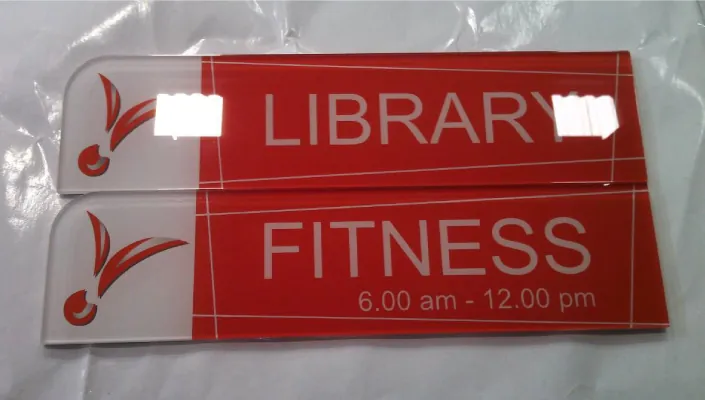 LIBRARY
FITNESS
6.00 am - 12.00 pm